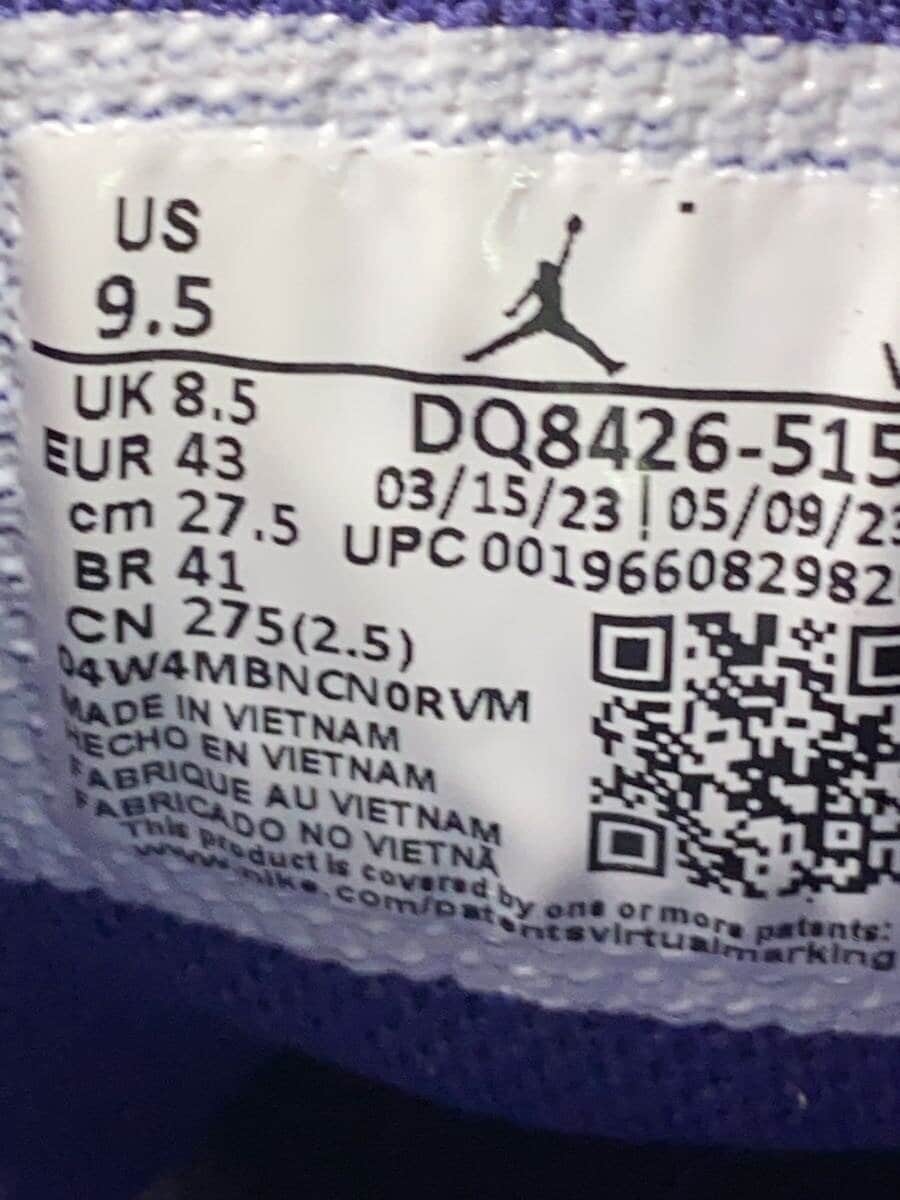 US
9.5
UK 8.5
EUR 43
cm 27.5
BR 41
CN 275(2.5)
DQ8426-515
03/15/23 | 05/09/23
UPC 001966082982
04W4MBNCN0RVM
MADE IN VIETNAM
HECHO EN VIETNAM
FABRIQUE AU VIETNAM
FABRICADO NO VIETNÃ
This product is covered by one or more patents:
www.nike.com/patentsvirtualmarking